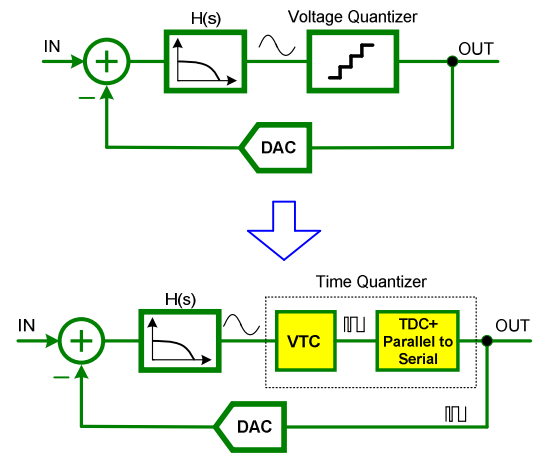 H(s)
Voltage Quantizer
IN
+
OUT
−
DAC
Time Quantizer
H(s)
IN
+
VTC
TDC+
Parallel to
Serial
OUT
−
DAC